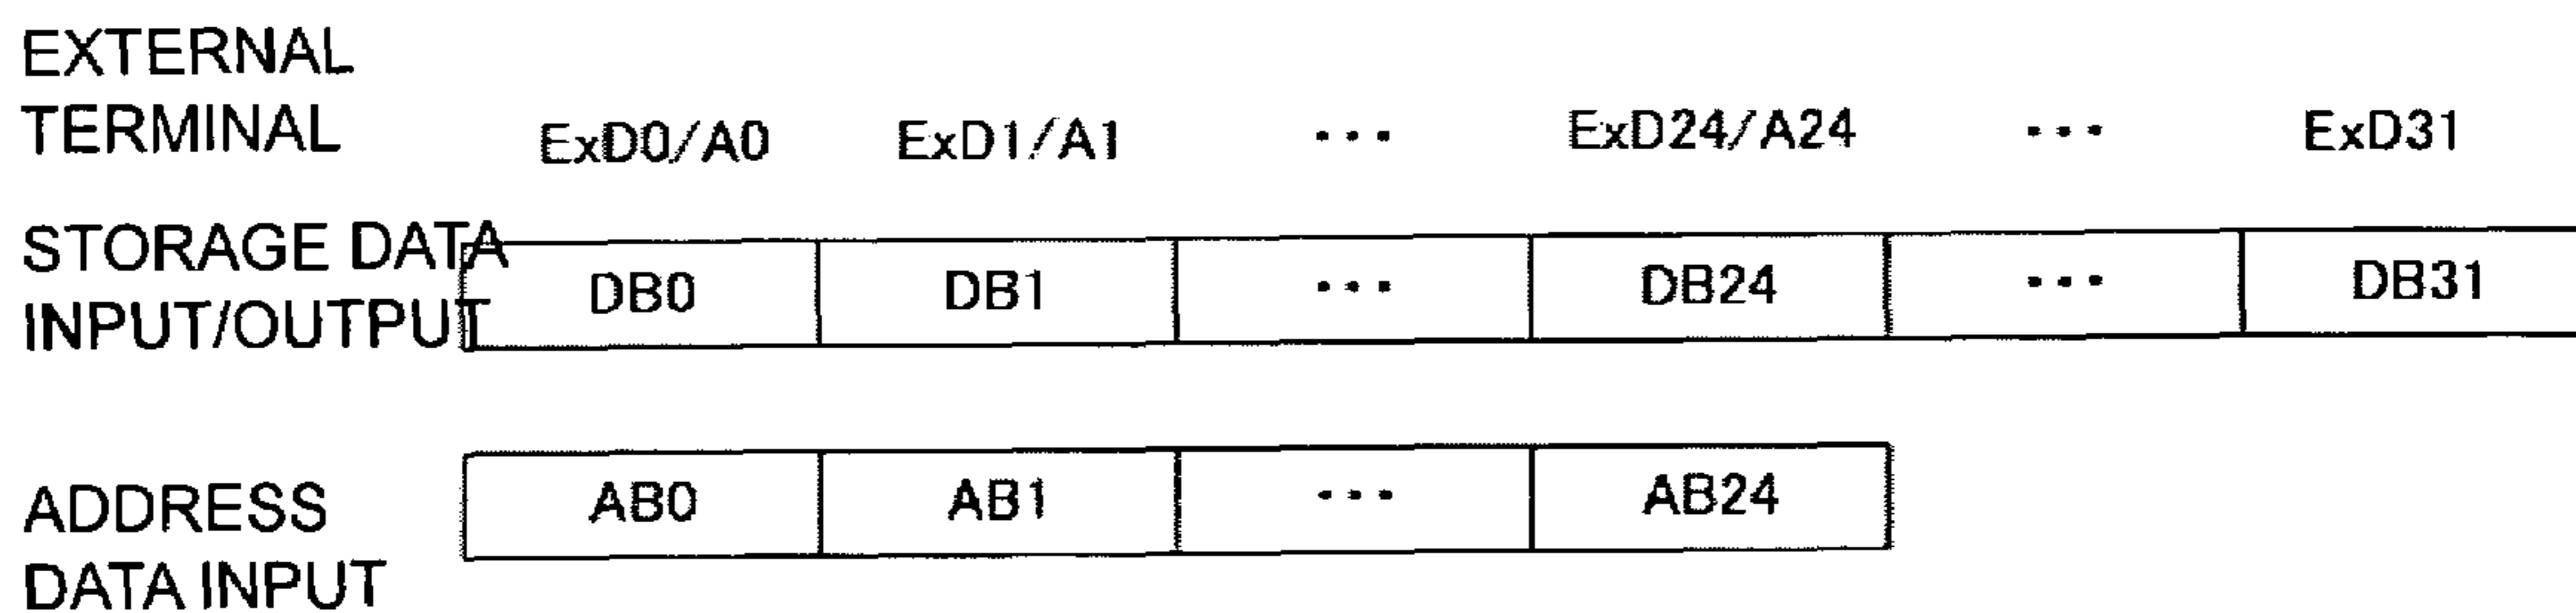 EXTERNAL
TERMINAL ExD0/A0 ExD1/A1 ... ExD24/A24 ... ExD31
STORAGE DATA
INPUT/OUTPUT DB0 DB1 ... DB24 ... DB31
ADDRESS
DATA INPUT AB0 AB1 ... AB24